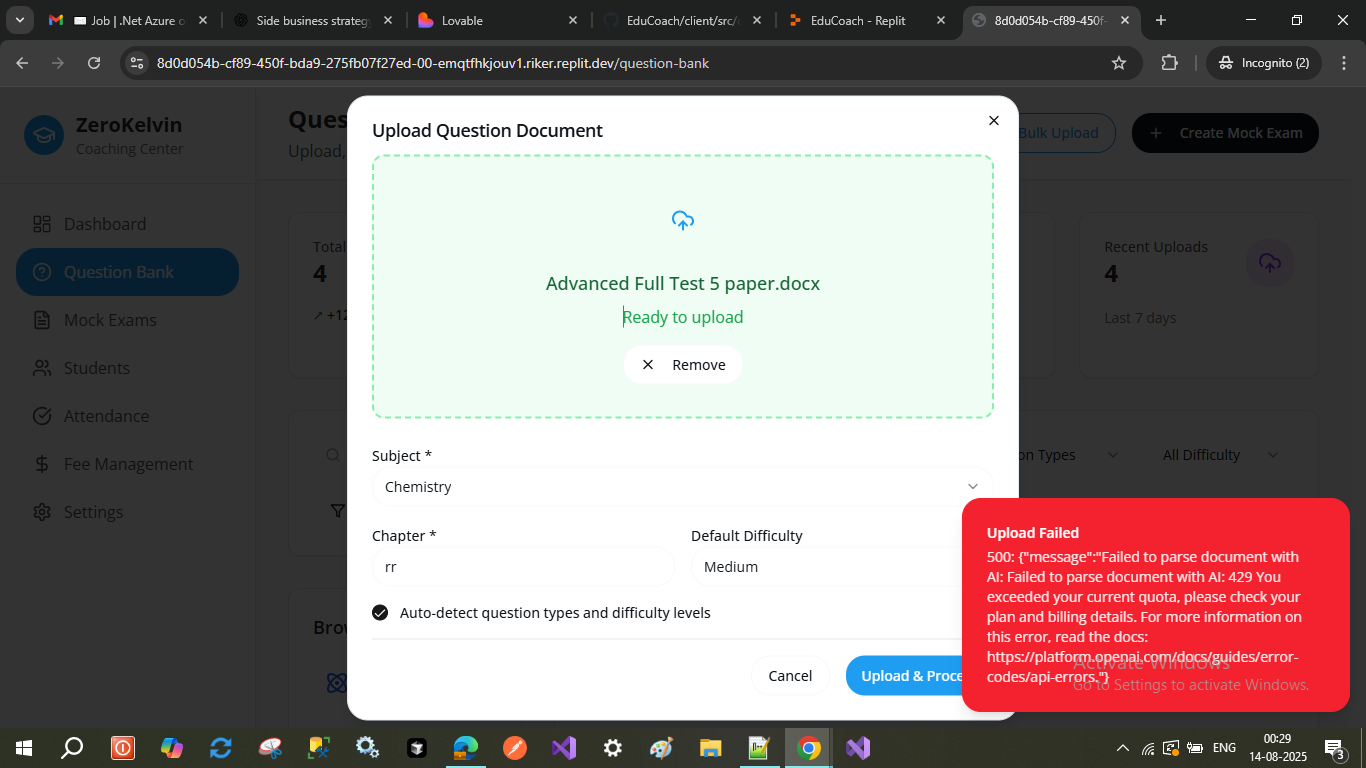 Job | .Net Azure o
Side business strategy
Lovable
EduCoach/client/src/
EduCoach - Replit
8d0d054b-cf89-450f-
8d0d054b-cf89-450f-bda9-275fb07f27ed-00-emqtfhkjouv1.riker.replit.dev/question-bank
Incognito (2)
ZeroKelvin
Coaching Center
Dashboard
Question Bank
Mock Exams
Students
Attendance
Fee Management
Settings
Ques
Upload,
Bulk Upload
Create Mock Exam
Total
4
+12
Recent Uploads
4
Last 7 days
on Types
All Difficulty
Brow
Upload Question Document
Advanced Full Test 5 paper.docx
Ready to upload
Remove
Subject *
Chemistry
Chapter *
Default Difficulty
rr
Medium
Auto-detect question types and difficulty levels
Cancel
Upload & Proce
Upload Failed
500: {"message":"Failed to parse document with
AI: Failed to parse document with AI: 429 You
exceeded your current quota, please check your
plan and billing details. For more information on
this error, read the docs:
https://platform.openai.com/docs/guides/error-
codes/api-errors."}
Activate Windows
Go to Settings to activate Windows.
ENG
00:29
14-08-2025
3